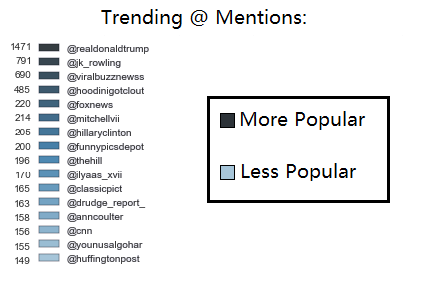 Trending @ Mentions:
1471 @realdonaldtrump
791 @jk_rowling
690 @viralbuzznewss
485 @hoodinigotclout
220 @foxnews
214 @mitchellvii
206 @hillaryclinton
200 @funnypicsdepot
196 @thehill
170 @ilyaas_xvii
165 @classicpict
163 @drudge_report_
158 @anncoulter
156 @cnn
155 @younusalgohar
149 @huffingtonpost
More Popular
Less Popular